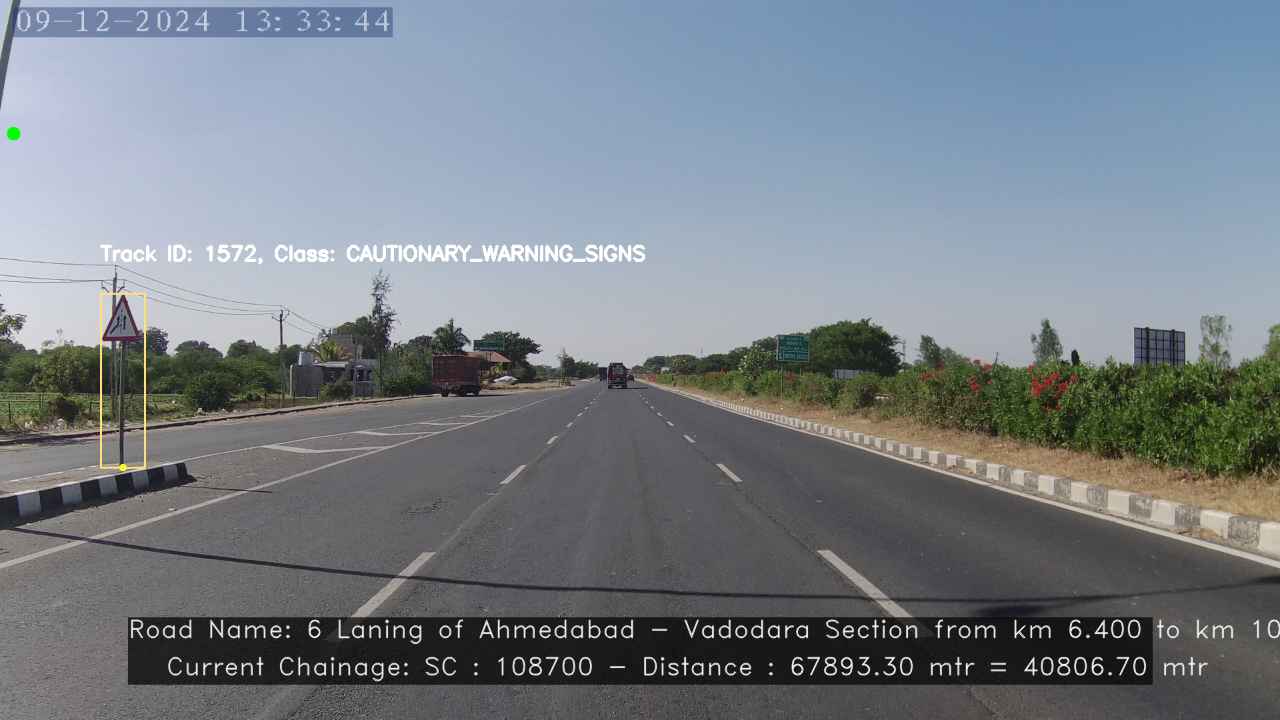 09-12-2024 13:33:44
Track ID: 1572, Class: CAUTIONARY_WARNING_SIGNS
Road Name: 6 Laning of Ahmedabad - Vadodara Section from km 6.400 to km 10
Current Chainage: SC : 108700 - Distance : 67893.30 mtr = 40806.70 mtr